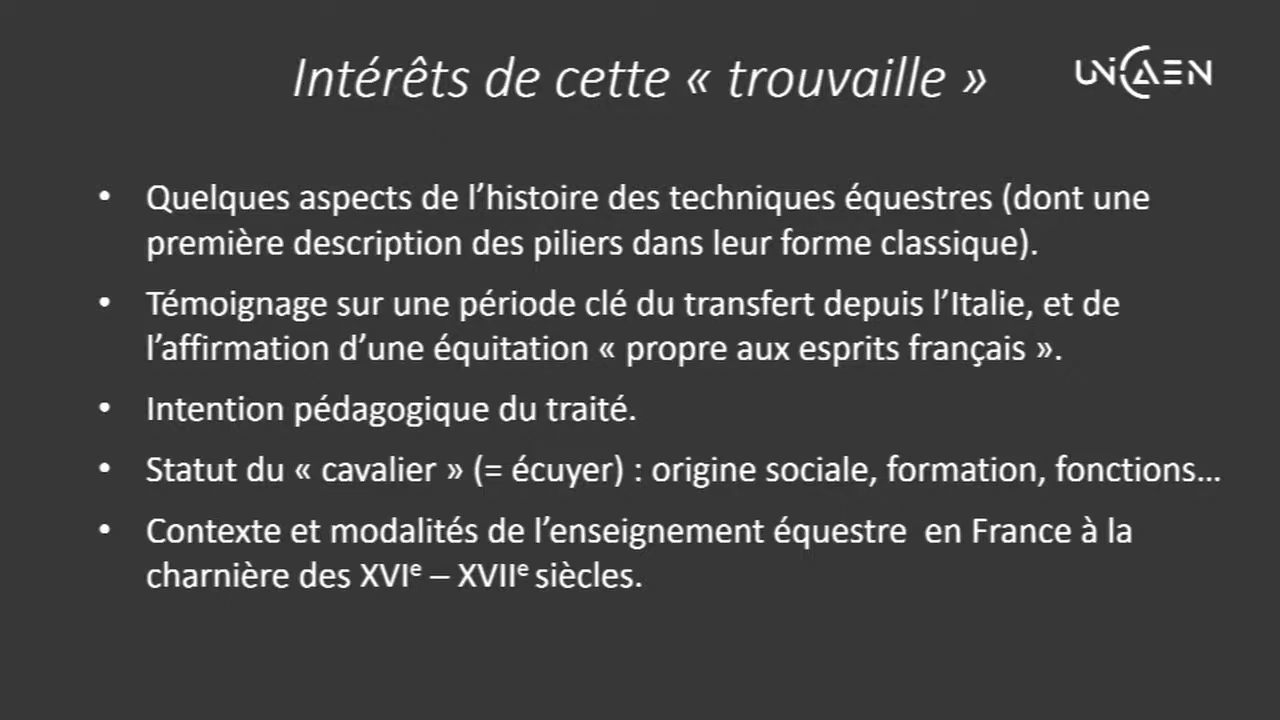 Intérêts de cette « trouvaille »
UNICAEN
• Quelques aspects de l’histoire des techniques équestres (dont une
première description des piliers dans leur forme classique).
• Témoignage sur une période clé du transfert depuis l’Italie, et de
l’affirmation d’une équitation « propre aux esprits français ».
• Intention pédagogique du traité.
• Statut du « cavalier » (= écuyer) : origine sociale, formation, fonctions…
• Contexte et modalités de l’enseignement équestre  en France à la
charnière des XVIᵉ – XVIIᵉ siècles.